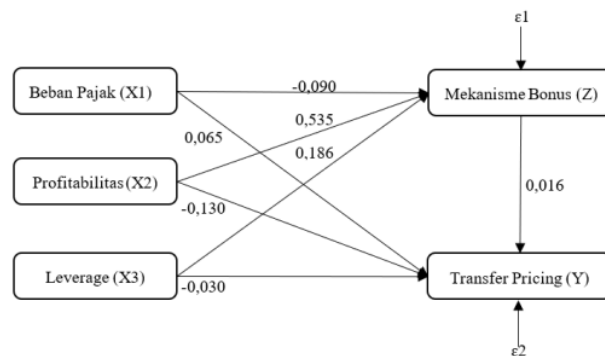 ε1
Beban Pajak (X1)
-0,090
Mekanisme Bonus (Z)
0,535
0,065
0,186
Profitabilitas (X2)
0,016
-0,130
Leverage (X3)
-0,030
Transfer Pricing (Y)
ε2